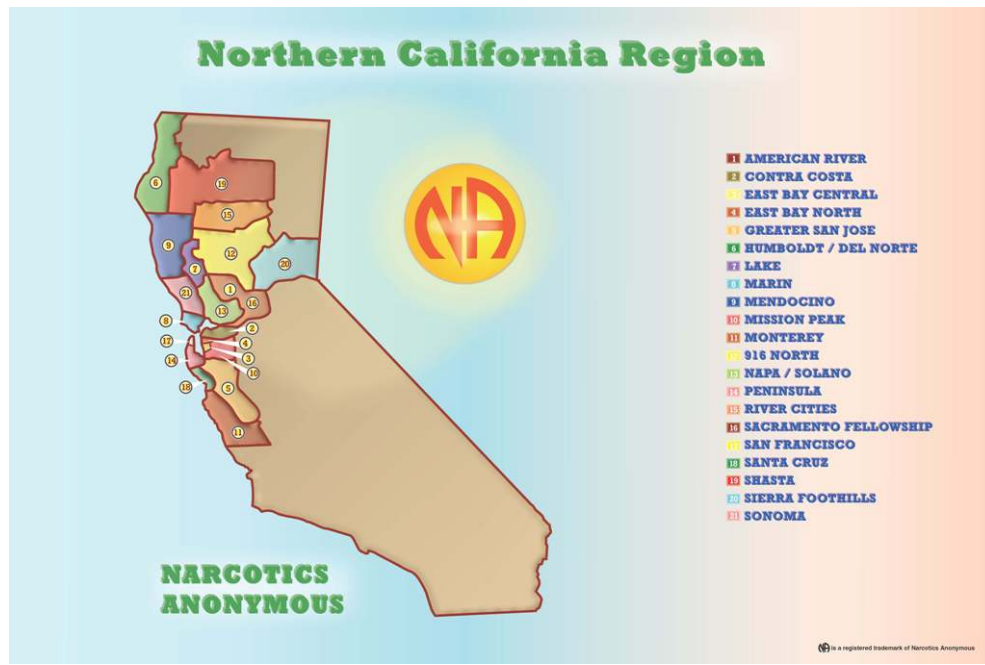 Northern California Region
NA
6
19
15
9
12
20
7
21
1
16
13
8
2
17
4
14
3
10
18
5
11
1 AMERICAN RIVER
2 CONTRA COSTA
3 EAST BAY CENTRAL
4 EAST BAY NORTH
5 GREATER SAN JOSE
6 HUMBOLDT / DEL NORTE
7 LAKE
8 MARIN
9 MENDOCINO
10 MISSION PEAK
11 MONTEREY
12 916 NORTH
13 NAPA / SOLANO
14 PENINSULA
15 RIVER CITIES
16 SACRAMENTO FELLOWSHIP
17 SAN FRANCISCO
18 SANTA CRUZ
19 SHASTA
20 SIERRA FOOTHILLS
21 SONOMA
NARCOTICS
ANONYMOUS
NA is a registered trademark of Narcotics Anonymous